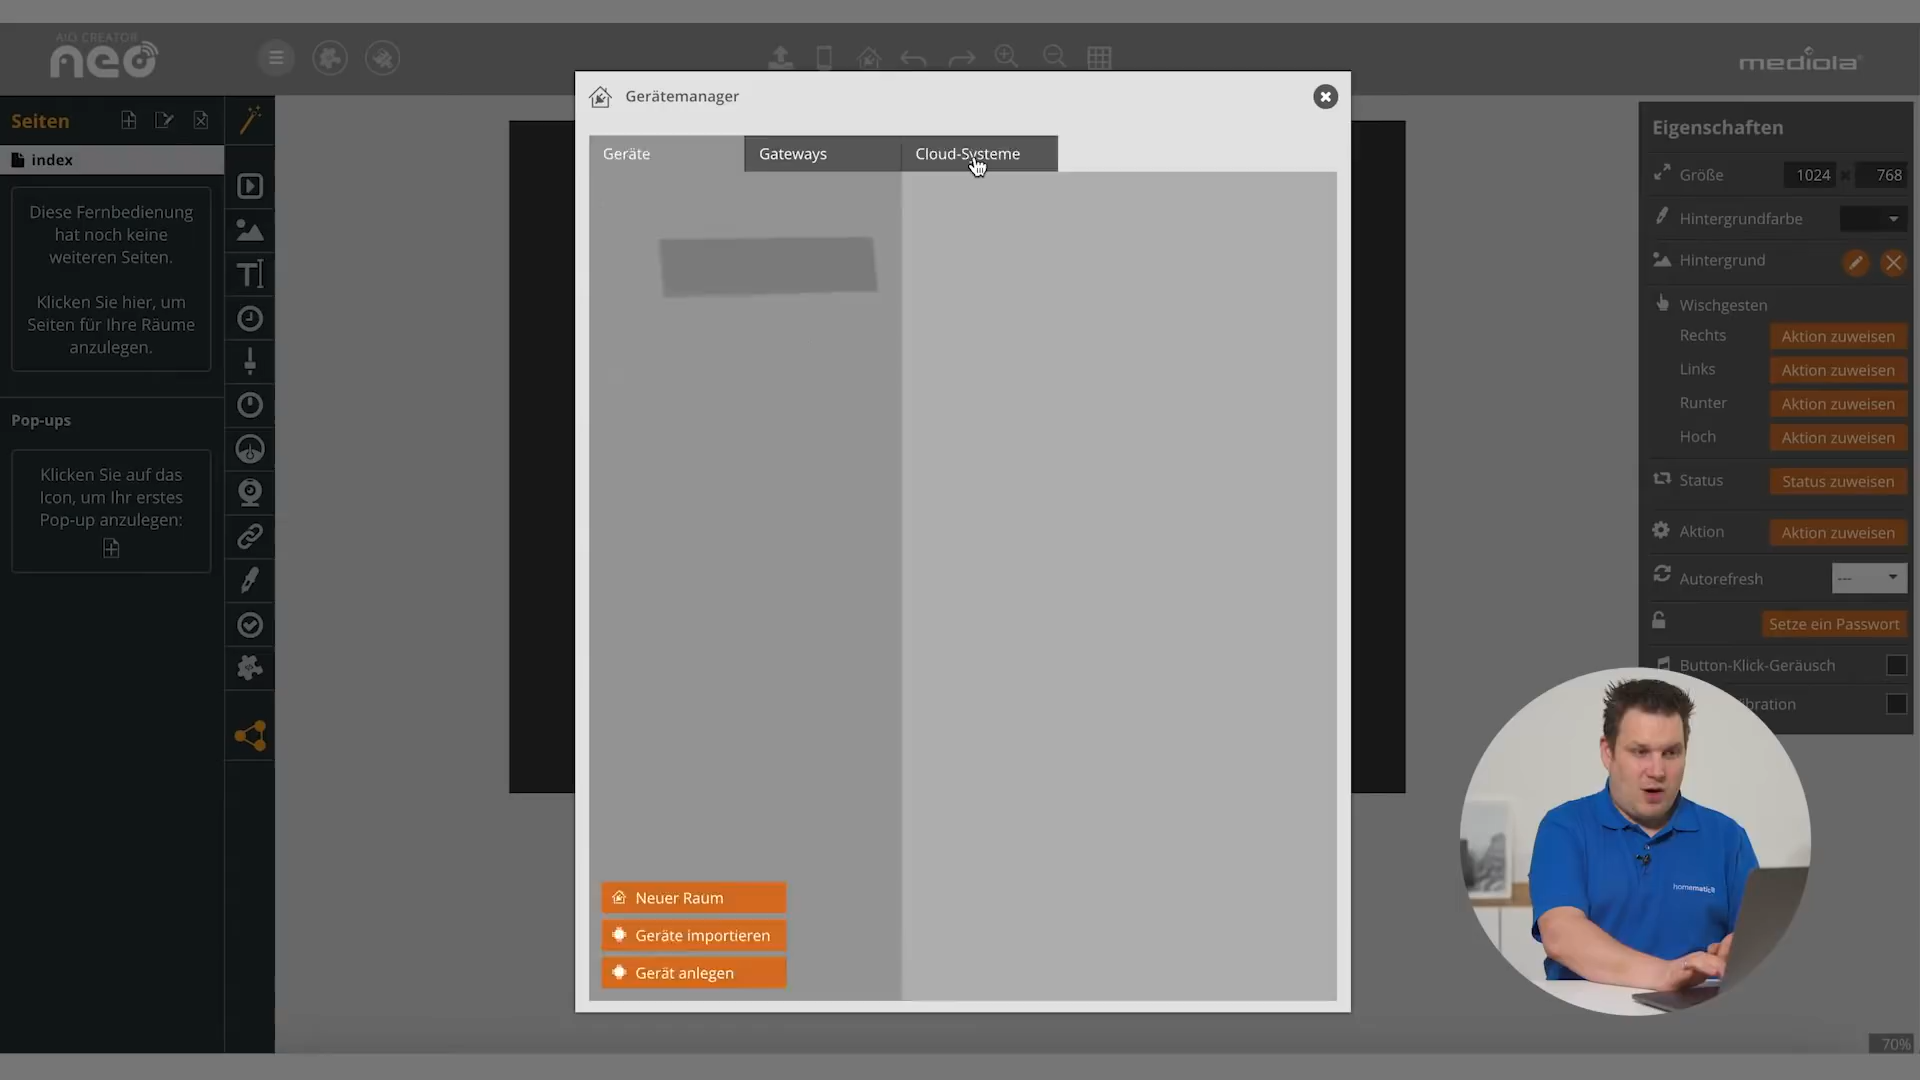 AIO CREATOR
neo
mediola
Gerätemanager
Geräte
Gateways
Cloud-Systeme
Seiten
index
Diese Fernbedienung
hat noch keine
weiteren Seiten.
Klicken Sie hier, um
Seiten für Ihre Räume
anzulegen.
Pop-ups
Klicken Sie auf das
Icon, um Ihr erstes
Pop-up anzulegen:
Neuer Raum
Geräte importieren
Gerät anlegen
Eigenschaften
Größe 1024 × 768
Hintergrundfarbe
Hintergrund
Wischgesten
Rechts Aktion zuweisen
Links Aktion zuweisen
Runter Aktion zuweisen
Hoch Aktion zuweisen
Status Status zuweisen
Aktion Aktion zuweisen
Autorefresh ---
Setze ein Passwort
Button-Klick-Geräusch
ibration
homematic IP
70%